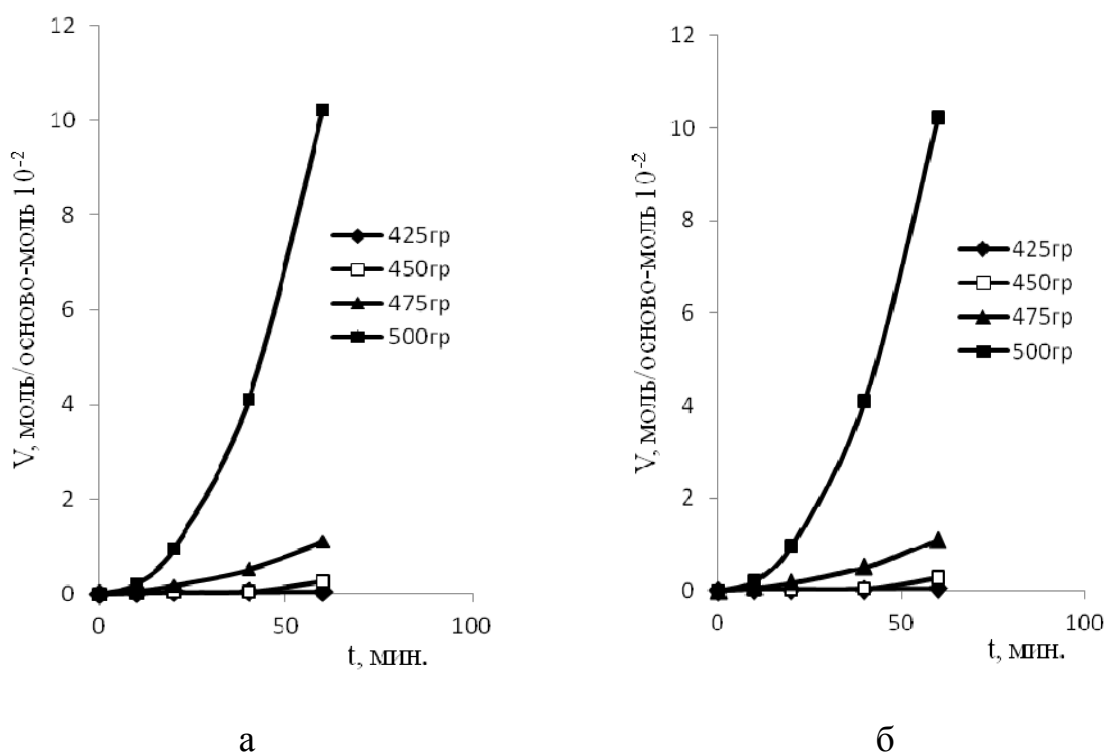 12
10
8
6
4
2
0
V, моль/осново-моль 10⁻²
425гр
450гр
475гр
500гр
0
50
100
t, мин.
а
12
10
8
6
4
2
0
V, моль/осново-моль 10⁻²
425гр
450гр
475гр
500гр
0
50
100
t, мин.
б